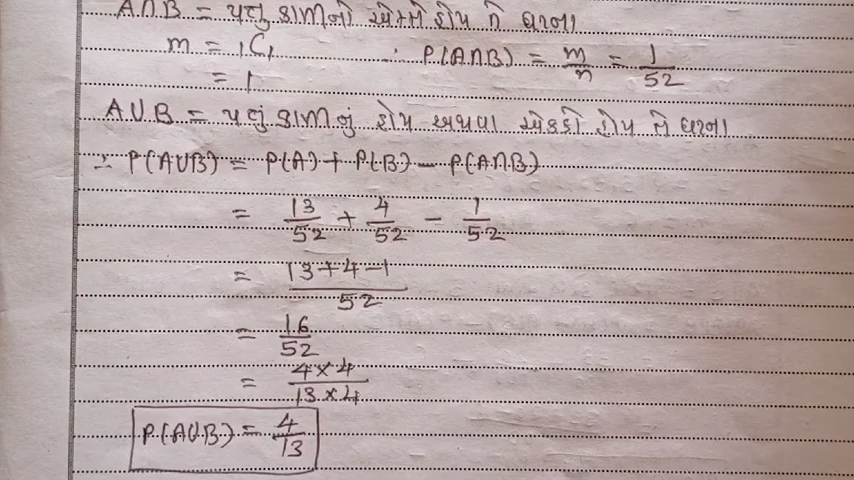 A∩B = પત્તુ કાળીનો એક્કો હોય તે ઘટના
m = ₁C₁ ∴ P(A∩B) = m/n = 1/52
= 1
A∪B = પત્તું કાળીનું હોય અથવા એક્કો હોય તે ઘટના
∴ P(A∪B) = P(A) + P(B) − P(A∩B)
= 13/52 + 4/52 − 1/52
= 13+4−1/52
= 16/52
= 4×4/13×4
P(A∪B) = 4/13